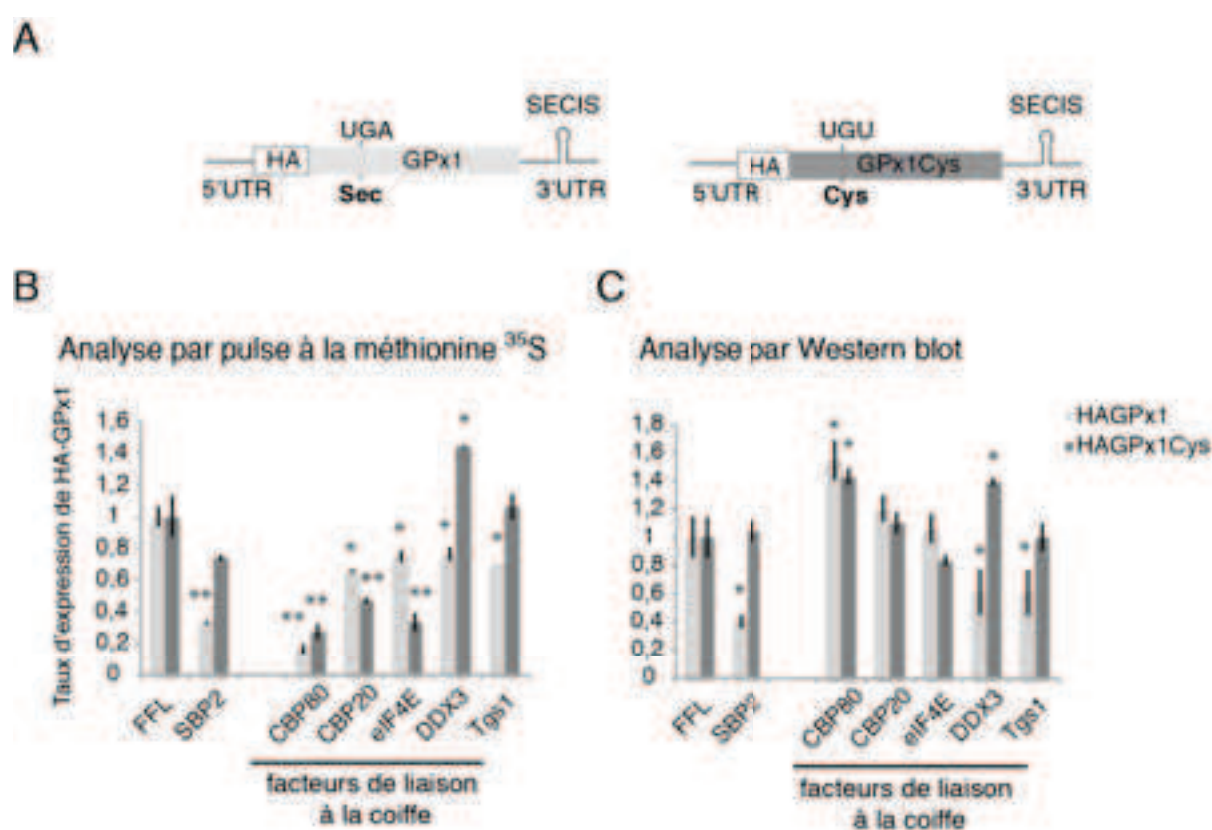 A
SECIS
UGA
HA
GPx1
5'UTR
Sec
3'UTR
SECIS
UGU
HA
GPx1Cys
5'UTR
Cys
3'UTR
B
Analyse par pulse à la méthionine ³⁵S
Taux d'expression de HA-GPx1
1,6
1,4
1,2
1
0,8
0,6
0,4
0,2
0
**
**
**
*
**
*
**
*
*
*
FFL
SBP2
CBP80
CBP20
eIF4E
DDX3
Tgs1
facteurs de liaison
à la coiffe
C
Analyse par Western blot
HAGPx1
HAGPx1Cys
1,8
1,6
1,4
1,2
1
0,8
0,6
0,4
0,2
0
*
*
*
*
*
*
FFL
SBP2
CBP80
CBP20
eIF4E
DDX3
Tgs1
facteurs de liaison
à la coiffe